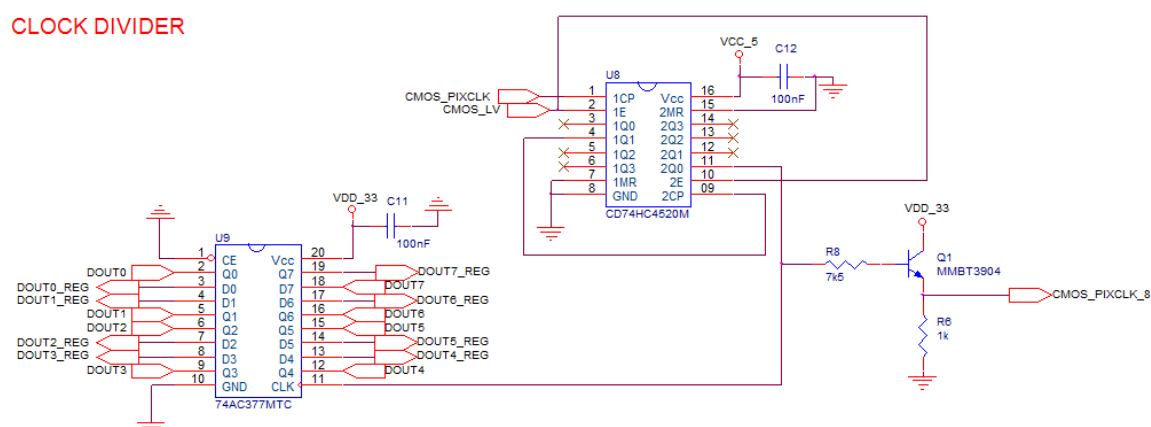 CLOCK DIVIDER
VCC_5
C12
100nF
U8
CMOS_PIXCLK
CMOS_LV
1 1CP Vcc 16
2 1E 2MR 15
3 1Q0 2Q3 14
4 1Q1 2Q2 13
5 1Q2 2Q1 12
6 1Q3 2Q0 11
7 1MR 2E 10
8 GND 2CP 09
CD74HC4520M
VDD_33
C11
100nF
U9
1 CE Vcc 20
DOUT0 2 Q0 Q7 19 DOUT7_REG
DOUT0_REG 3 D0 D7 18 DOUT7
DOUT1_REG 4 D1 D6 17 DOUT6_REG
DOUT1 5 Q1 Q6 16 DOUT6
DOUT2 6 Q2 Q5 15 DOUT5
DOUT2_REG 7 D2 D5 14 DOUT5_REG
DOUT3_REG 8 D3 D4 13 DOUT4_REG
DOUT3 9 Q3 Q4 12 DOUT4
10 GND CLK 11
74AC377MTC
VDD_33
R8
7k5
Q1
MMBT3904
CMOS_PIXCLK_8
R6
1k